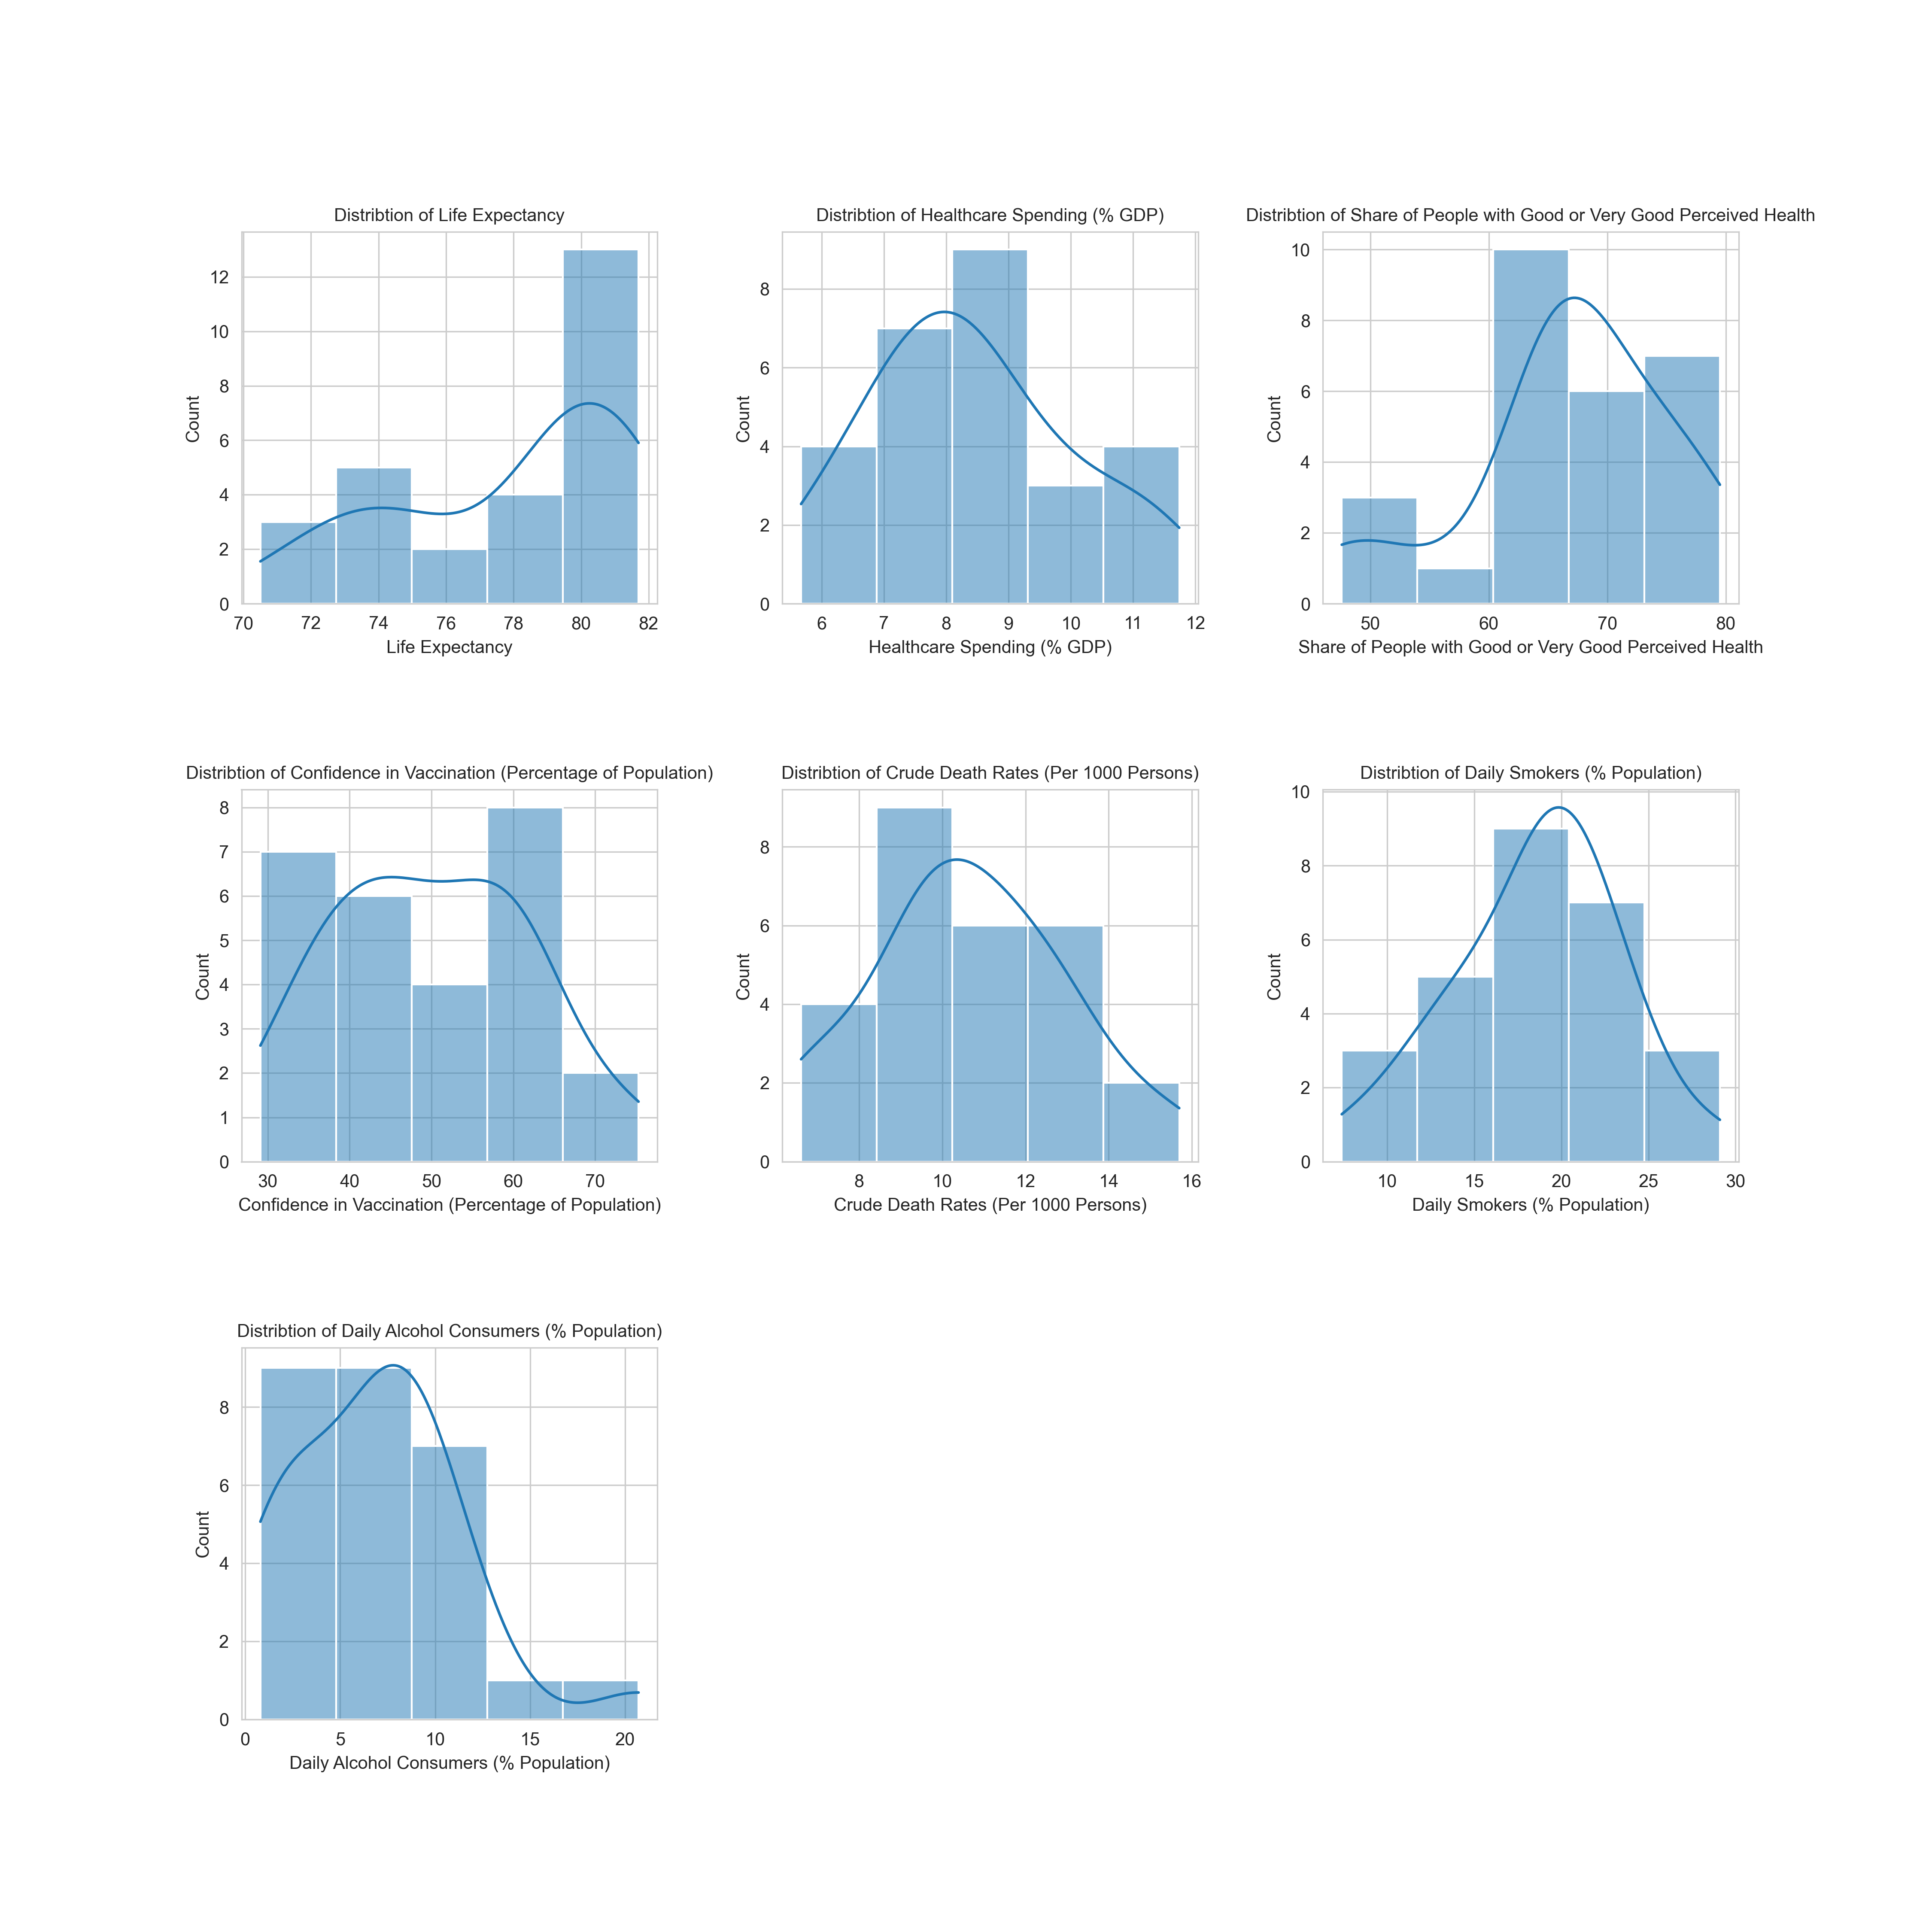 Distribtion of Life Expectancy
12
10
8
6
4
2
0
Count
70 72 74 76 78 80 82
Life Expectancy
Distribtion of Healthcare Spending (% GDP)
8
6
4
2
0
Count
6 7 8 9 10 11 12
Healthcare Spending (% GDP)
Distribtion of Share of People with Good or Very Good Perceived Health
10
8
6
4
2
0
Count
50 60 70 80
Share of People with Good or Very Good Perceived Health
Distribtion of Confidence in Vaccination (Percentage of Population)
8
7
6
5
4
3
2
1
0
Count
30 40 50 60 70
Confidence in Vaccination (Percentage of Population)
Distribtion of Crude Death Rates (Per 1000 Persons)
8
6
4
2
0
Count
8 10 12 14 16
Crude Death Rates (Per 1000 Persons)
Distribtion of Daily Smokers (% Population)
10
8
6
4
2
0
Count
10 15 20 25 30
Daily Smokers (% Population)
Distribtion of Daily Alcohol Consumers (% Population)
8
6
4
2
0
Count
0 5 10 15 20
Daily Alcohol Consumers (% Population)